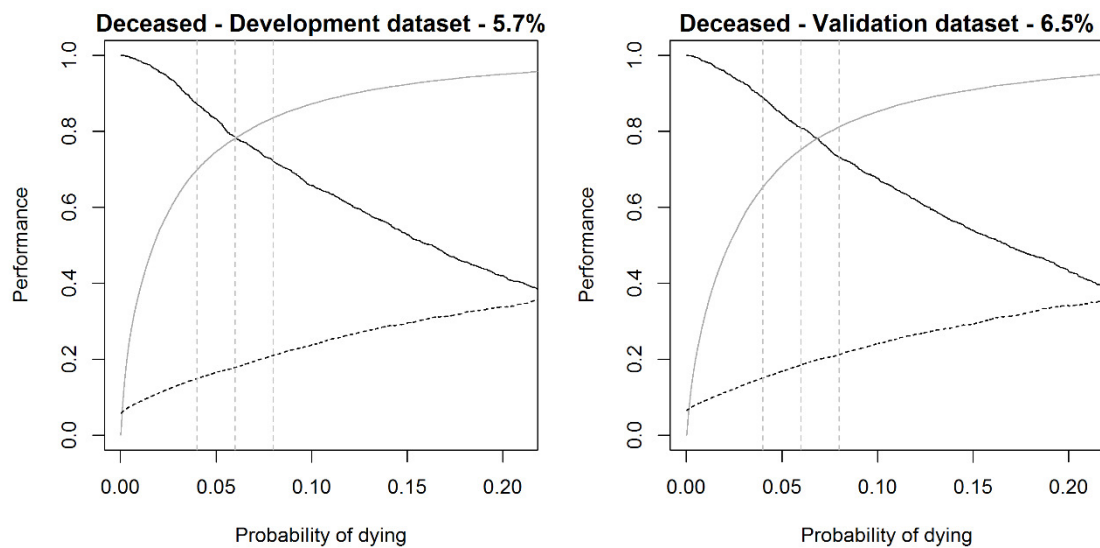 Deceased - Development dataset - 5.7%
1.0
0.8
0.6
0.4
0.2
0.0
Performance
0.00 0.05 0.10 0.15 0.20
Probability of dying
Deceased - Validation dataset - 6.5%
1.0
0.8
0.6
0.4
0.2
0.0
Performance
0.00 0.05 0.10 0.15 0.20
Probability of dying